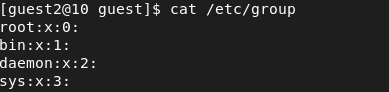 [guest2@10 guest]$ cat /etc/group
root:x:0:
bin:x:1:
daemon:x:2:
sys:x:3: